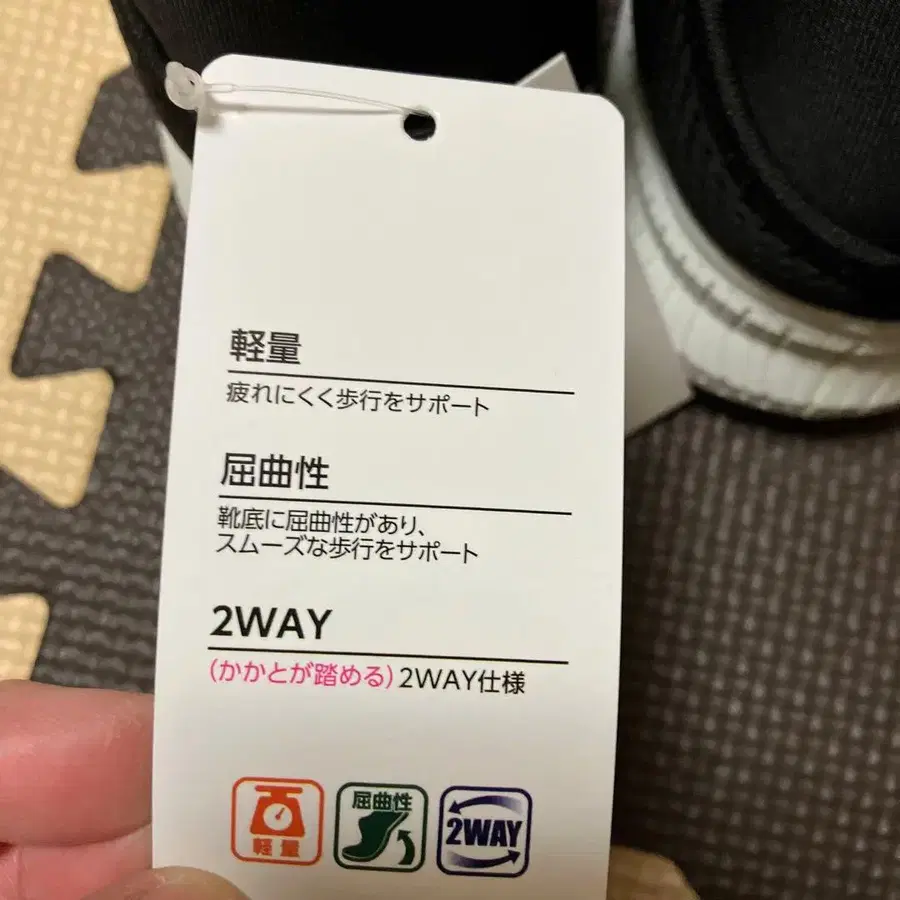 軽量
疲れにくく歩行をサポート
屈曲性
靴底に屈曲性があり、
スムーズな歩行をサポート
2WAY
(かかとが踏める)2WAY仕様
軽量
屈曲性
2WAY